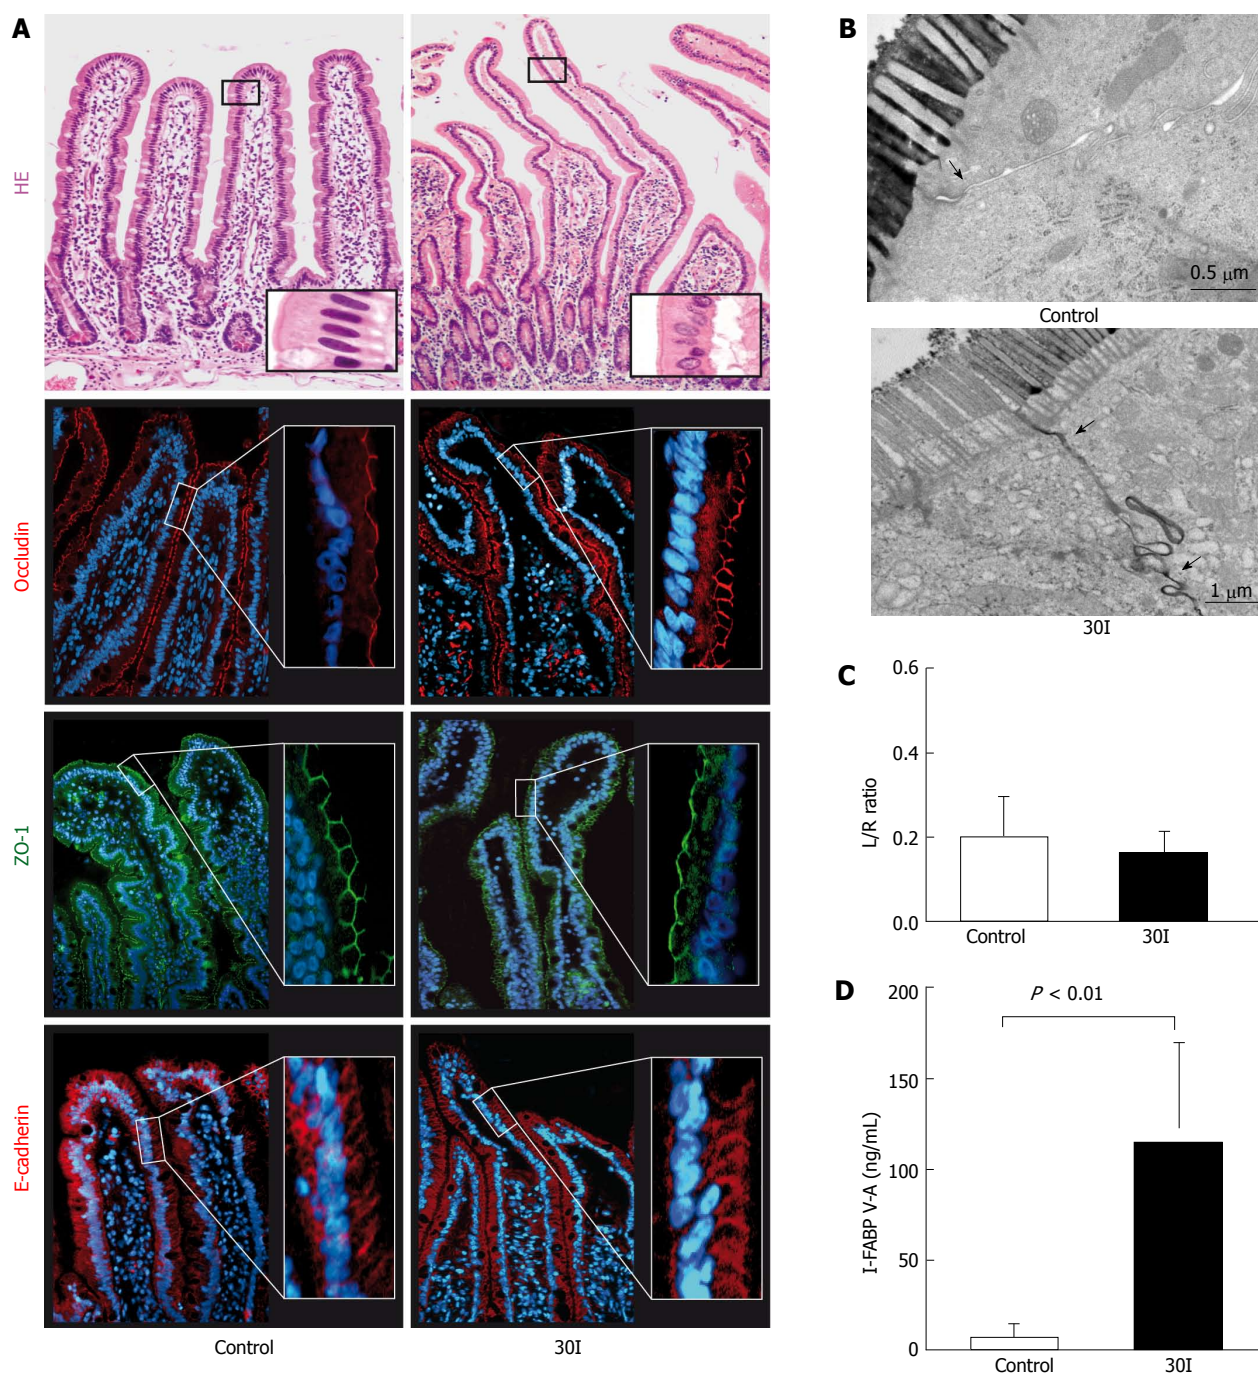 A
HE
Occludin
ZO-1
E-cadherin
Control
30I
B
0.5 μm
Control
1 μm
30I
C
0.6
0.4
0.2
0.0
L/R ratio
Control
30I
D
200
150
100
50
0
I-FABP V-A (ng/mL)
P < 0.01
Control
30I